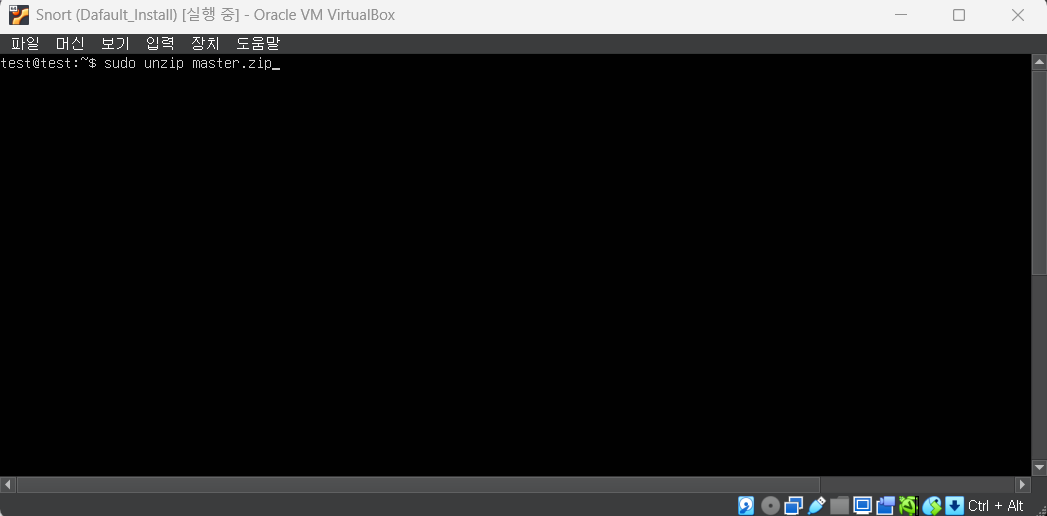 Snort (Dafault_Install) [실행 중] - Oracle VM VirtualBox
파일 머신 보기 입력 장치 도움말
test@test:~$ sudo unzip master.zip_
Ctrl + Alt